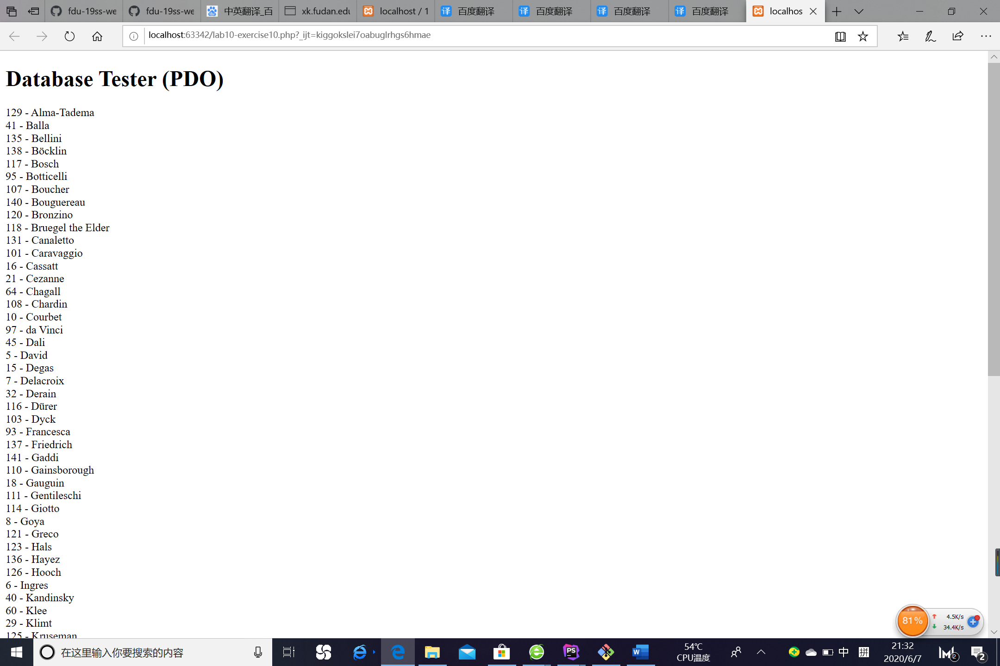 fdu-19ss-we
fdu-19ss-we
中英翻译_百
xk.fudan.edu
localhost / 1
百度翻译
百度翻译
百度翻译
百度翻译
localhos
localhost:63342/lab10-exercise10.php?_ijt=kiggokslei7oabuglrhgs6hmae
Database Tester (PDO)
129 - Alma-Tadema
41 - Balla
135 - Bellini
138 - Böcklin
117 - Bosch
95 - Botticelli
107 - Boucher
140 - Bouguereau
120 - Bronzino
118 - Bruegel the Elder
131 - Canaletto
101 - Caravaggio
16 - Cassatt
21 - Cezanne
64 - Chagall
108 - Chardin
10 - Courbet
97 - da Vinci
45 - Dali
5 - David
15 - Degas
7 - Delacroix
32 - Derain
116 - Dürer
103 - Dyck
93 - Francesca
137 - Friedrich
141 - Gaddi
110 - Gainsborough
18 - Gauguin
111 - Gentileschi
114 - Giotto
8 - Goya
121 - Greco
123 - Hals
136 - Hayez
126 - Hooch
6 - Ingres
40 - Kandinsky
60 - Klee
29 - Klimt
125 - Kruseman
81%
4.5K/s
34.4K/s
在这里输入你要搜索的内容
54℃
CPU温度
中
拼
21:32
2020/6/7
2
2